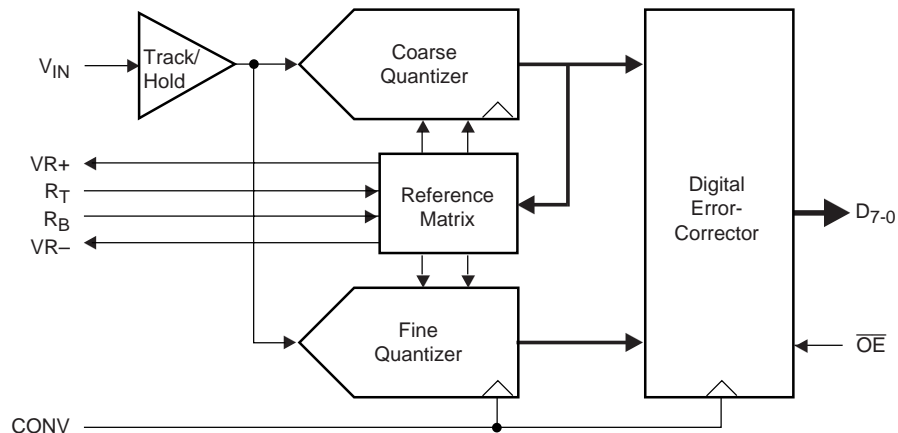 V_IN
Track/
Hold
Coarse
Quantizer
VR+
R_T
R_B
VR–
Reference
Matrix
Digital
Error-
Corrector
D_7-0
Fine
Quantizer
O̅E̅
CONV